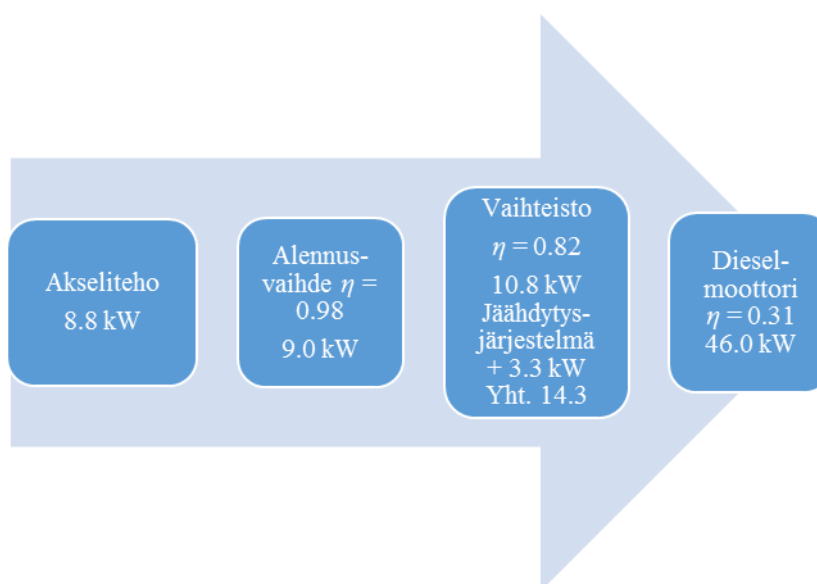 Akseliteho
8.8 kW
Alennus-
vaihde η =
0.98
9.0 kW
Vaihteisto
η = 0.82
10.8 kW
Jäähdytys-
järjestelmä
+ 3.3 kW
Yht. 14.3
Diesel-
moottori
η = 0.31
46.0 kW